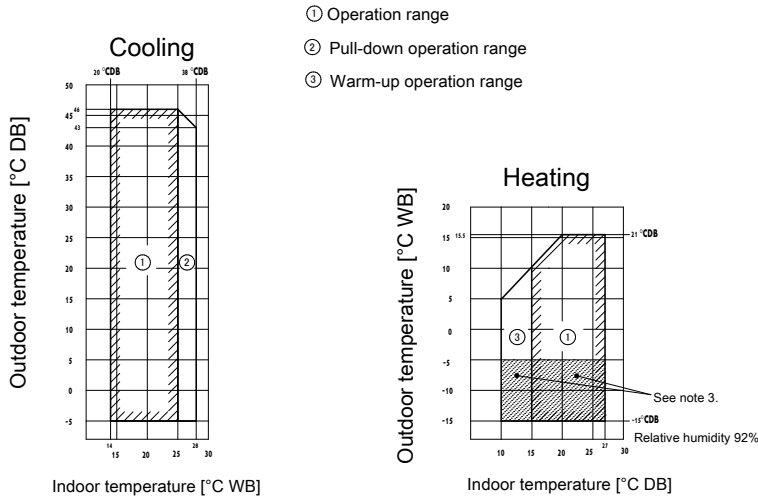 ① Operation range
② Pull-down operation range
③ Warm-up operation range
Cooling
20 °CDB 38 °CDB
50
46
45
43
40
35
30
25
20
15
10
5
0
-5
① ②
14 15 20 25 28 30
Outdoor temperature [°C DB]
Indoor temperature [°C WB]
Heating
20
15.5
15
10
5
0
-5
-10
-15
③ ①
21 °CDB
See note 3.
-15°CDB
Relative humidity 92%
10 15 20 25 27 30
Outdoor temperature [°C WB]
Indoor temperature [°C DB]